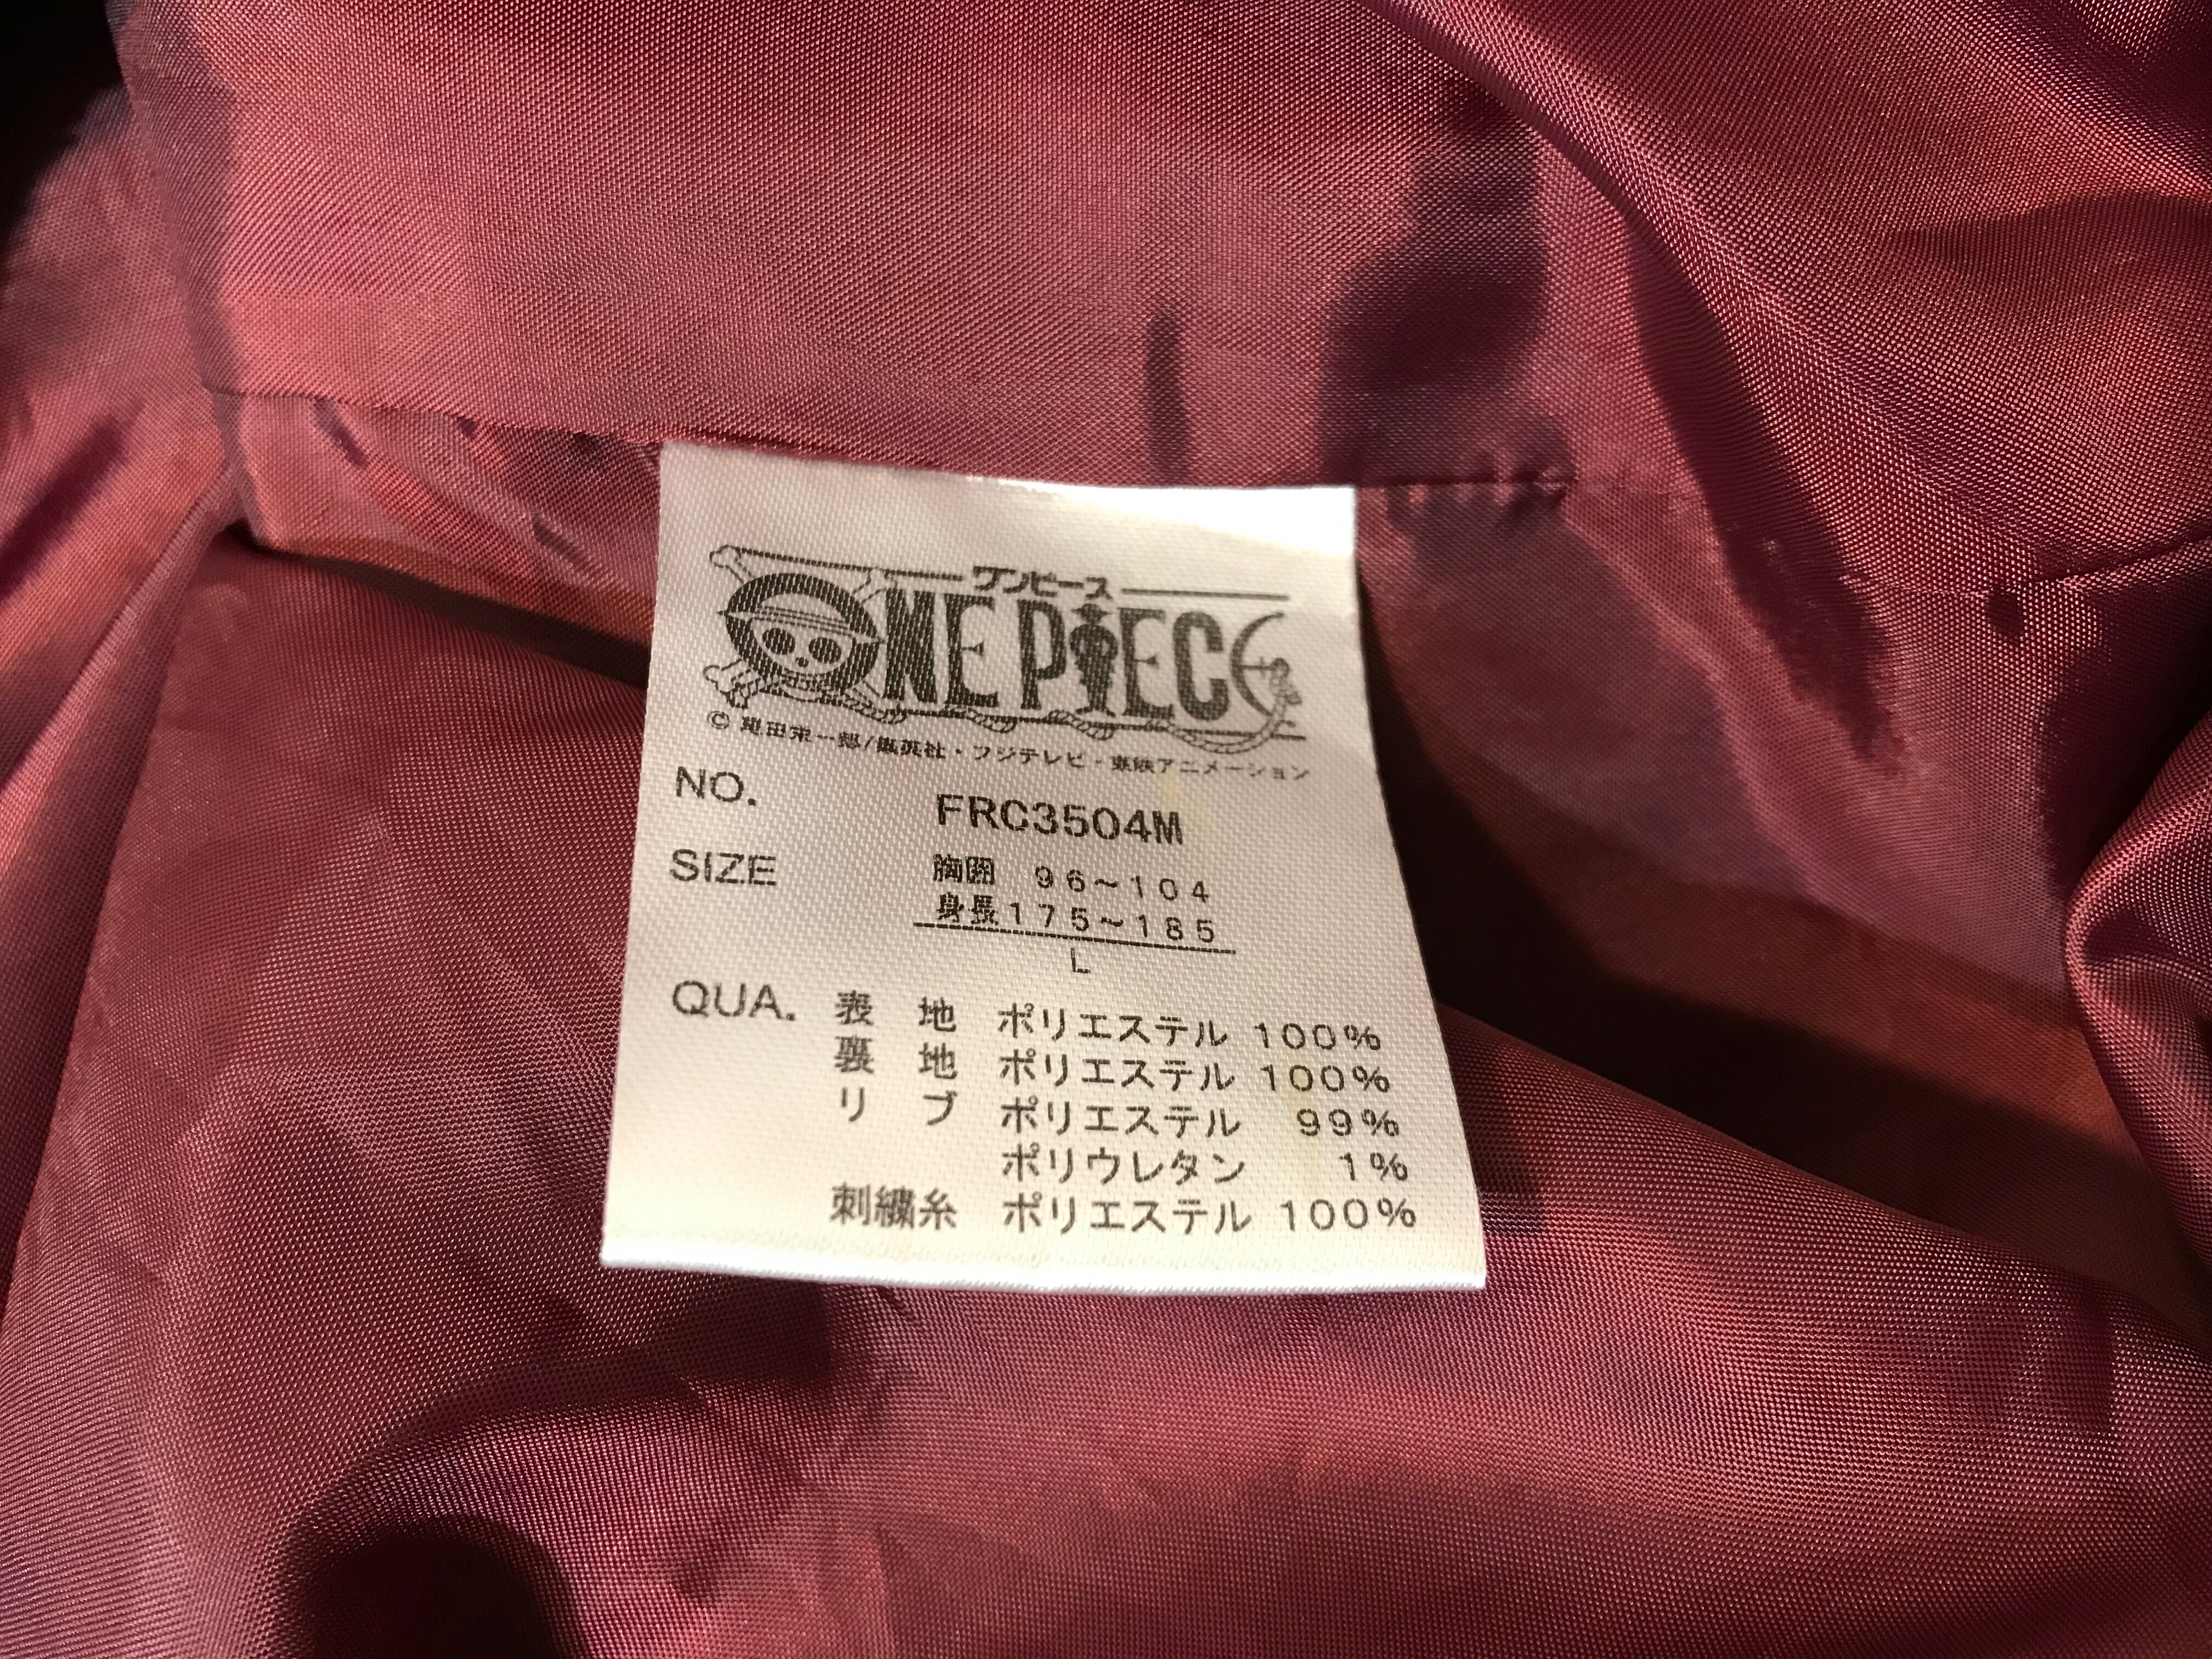 ワンピース
ONE PIECE
© 尾田栄一郎/集英社・フジテレビ・東映アニメーション
NO. FRC3504M
SIZE 胸囲 96~104
身長175~185
L
QUA. 表 地 ポリエステル 100%
裏 地 ポリエステル 100%
リ ブ ポリエステル 99%
ポリウレタン 1%
刺繍糸 ポリエステル 100%